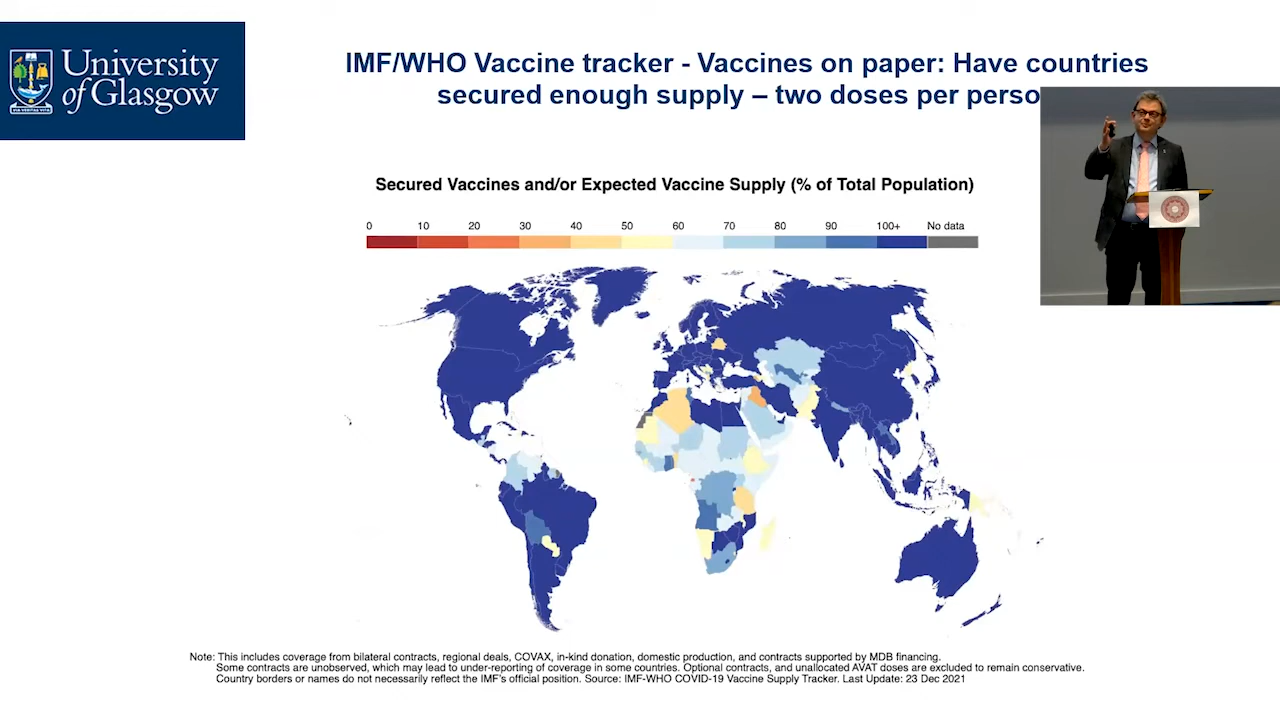 University
of Glasgow
IMF/WHO Vaccine tracker - Vaccines on paper: Have countries
secured enough supply – two doses per perso
Secured Vaccines and/or Expected Vaccine Supply (% of Total Population)
0 10 20 30 40 50 60 70 80 90 100+ No data
Note: This includes coverage from bilateral contracts, regional deals, COVAX, in-kind donation, domestic production, and contracts supported by MDB financing.
Some contracts are unobserved, which may lead to under-reporting of coverage in some countries. Optional contracts, and unallocated AVAT doses are excluded to remain conservative.
Country borders or names do not necessarily reflect the IMF's official position. Source: IMF-WHO COVID-19 Vaccine Supply Tracker. Last Update: 23 Dec 2021